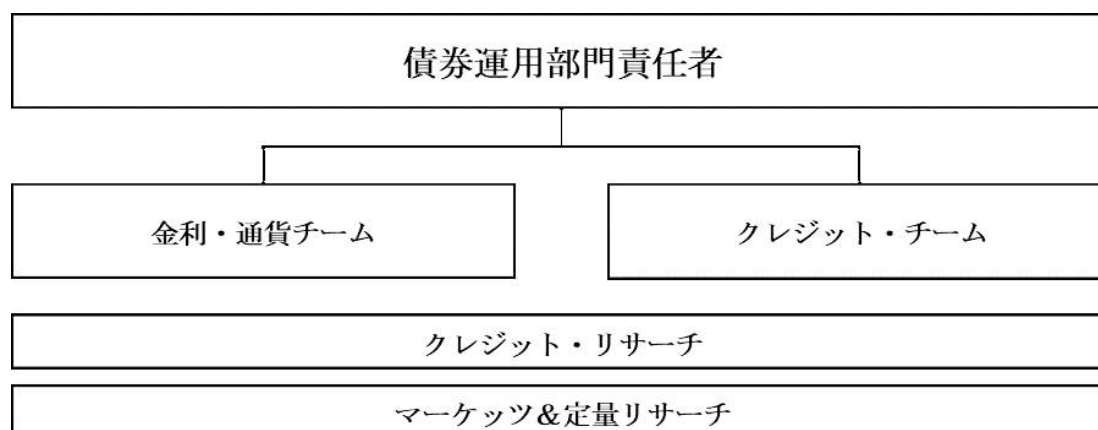 債券運用部門責任者
金利・通貨チーム
クレジット・チーム
クレジット・リサーチ
マーケッツ&定量リサーチ